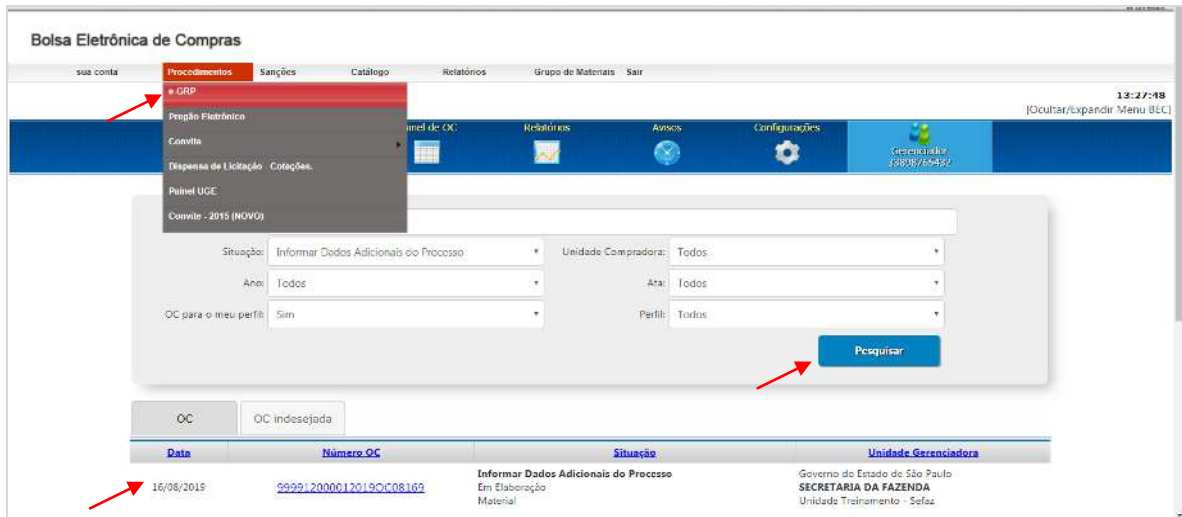 Bolsa Eletrônica de Compras
sua conta Procedimentos Sanções Catálogo Relatórios Grupo de Materiais Sair
e-GRP
Pregão Eletrônico
Convite
Dispensa de Licitação Cotações.
Painel UGE
Convite - 2015 (NOVO)
13:27:48
[Ocultar/Expandir Menu BEC]
inel de OC Relatórios Avisos Configurações
Gerenciador
33898765432
Situação: Informar Dados Adicionais do Processo Unidade Compradora: Todos
Ano: Todos Ata: Todos
OC para o meu perfil: Sim Perfil: Todos
Pesquisar
OC OC indesejada
Data Número OC Situação Unidade Gerenciadora
16/08/2019 999912000012019OC08169 Informar Dados Adicionais do Processo Governo do Estado de São Paulo
Em Elaboração SECRETARIA DA FAZENDA
Material Unidade Treinamento - Sefaz